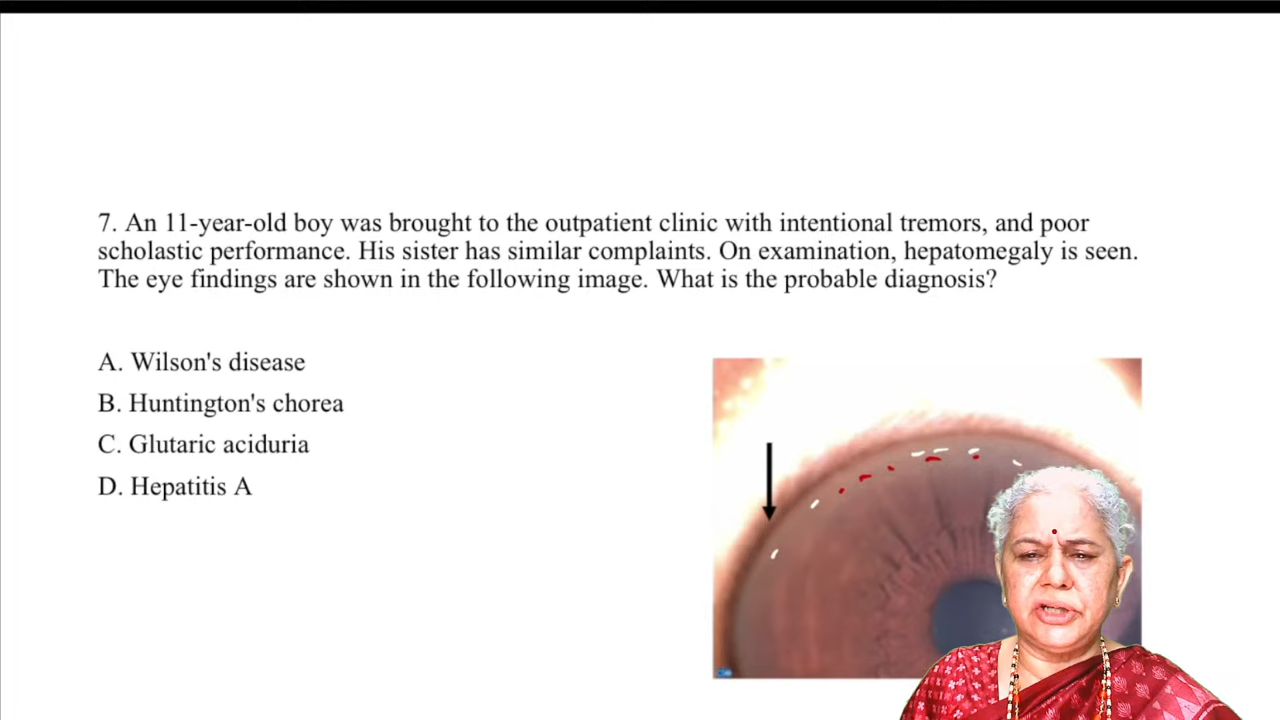 7. An 11-year-old boy was brought to the outpatient clinic with intentional tremors, and poor
scholastic performance. His sister has similar complaints. On examination, hepatomegaly is seen.
The eye findings are shown in the following image. What is the probable diagnosis?
A. Wilson's disease
B. Huntington's chorea
C. Glutaric aciduria
D. Hepatitis A